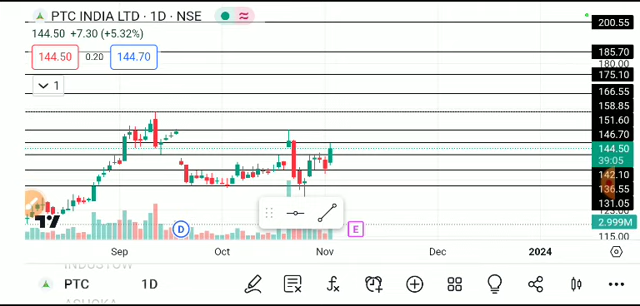 PTC INDIA LTD · 1D · NSE
144.50 +7.30 (+5.32%)
144.50 0.20 144.70
1
200.55
185.70
180.00
175.10
166.55
158.85
151.60
146.70
144.50
39:05
142.10
136.55
131.05
2.999M
115.00
D
E
Sep Oct Nov Dec 2024
INDUSTOW
PTC 1D
ASHOKA